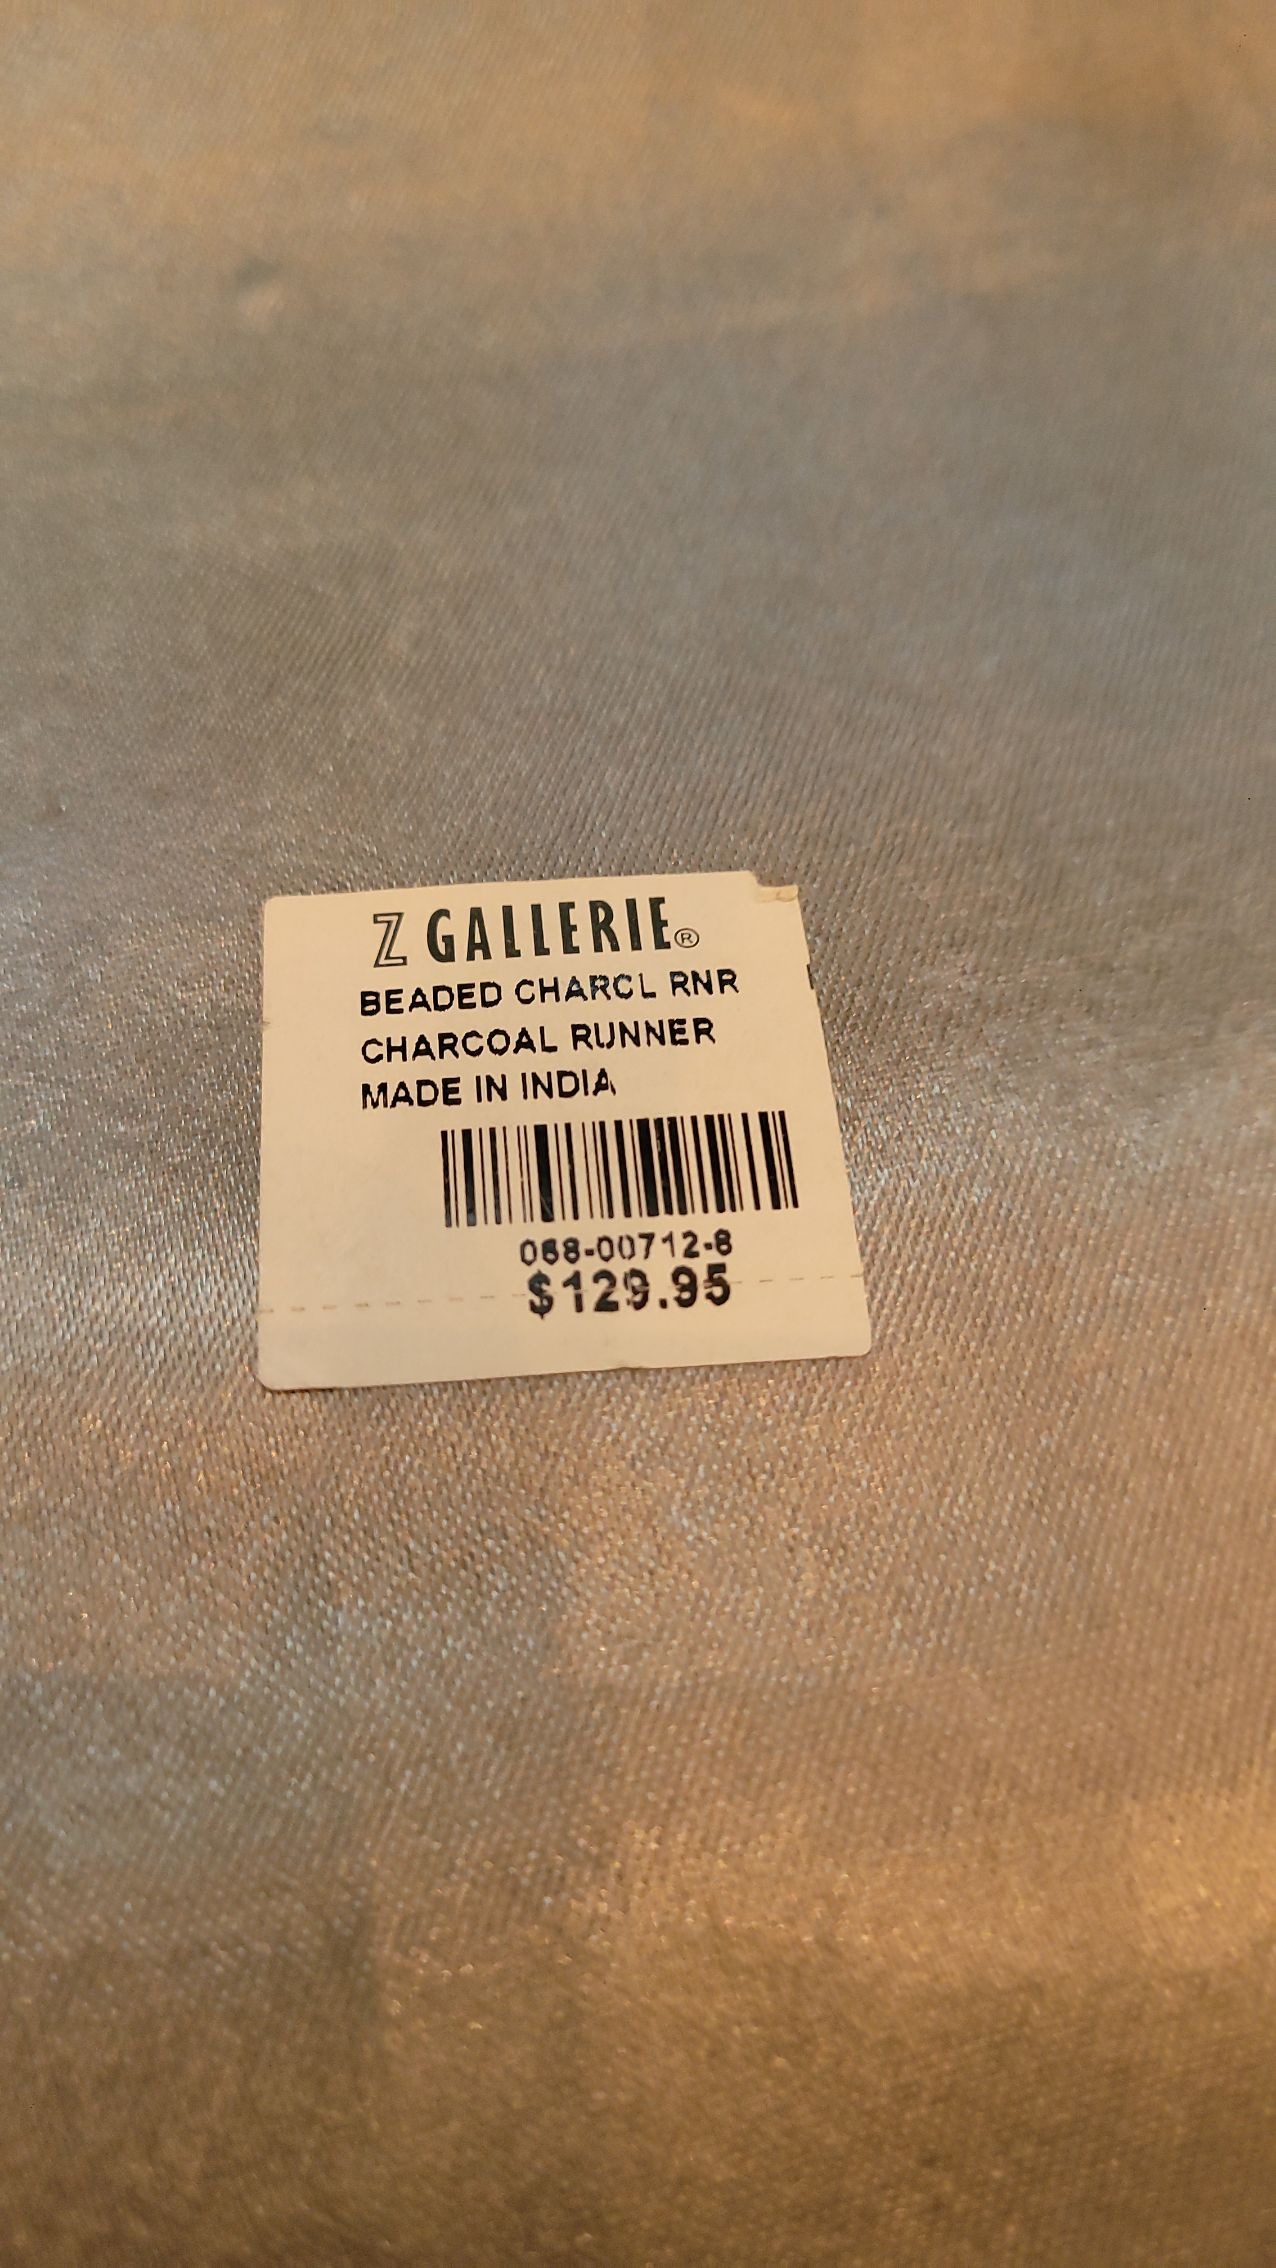 Z GALLERIE®
BEADED CHARCL RNR
CHARCOAL RUNNER
MADE IN INDIA
068-00712-8
$129.95